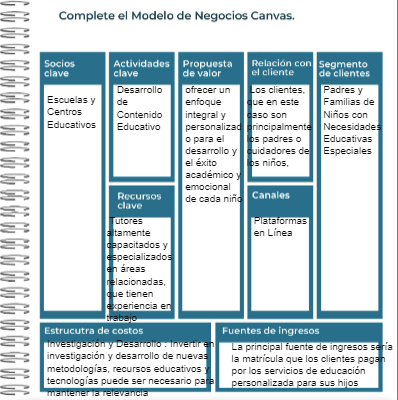 Complete el Modelo de Negocios Canvas.
Socios
clave
Escuelas y
Centros
Educativos
Actividades
clave
Desarrollo
de
Contenido
Educativo
Recursos
clave
Tutores
altamente
capacitados y
especializados
en áreas
relacionadas,
que tienen
experiencia en
trabajo
Propuesta
de valor
ofrecer un
enfoque
integral y
personalizad
o para el
desarrollo y
el éxito
académico y
emocional
de cada niño
Relación con
el cliente
Los clientes,
que en este
caso son
principalmente
los padres o
cuidadores de
los niños,
Canales
Plataformas
en Línea
Segmento
de clientes
Padres y
Familias de
Niños con
Necesidades
Educativas
Especiales
Estrucutra de costos
Investigación y Desarrollo : Invertir en
investigación y desarrollo de nuevas
metodologías, recursos educativos y
tecnologías puede ser necesario para
mantener la relevancia
Fuentes de ingresos
La principal fuente de ingresos sería
la matrícula que los clientes pagan
por los servicios de educación
personalizada para sus hijos